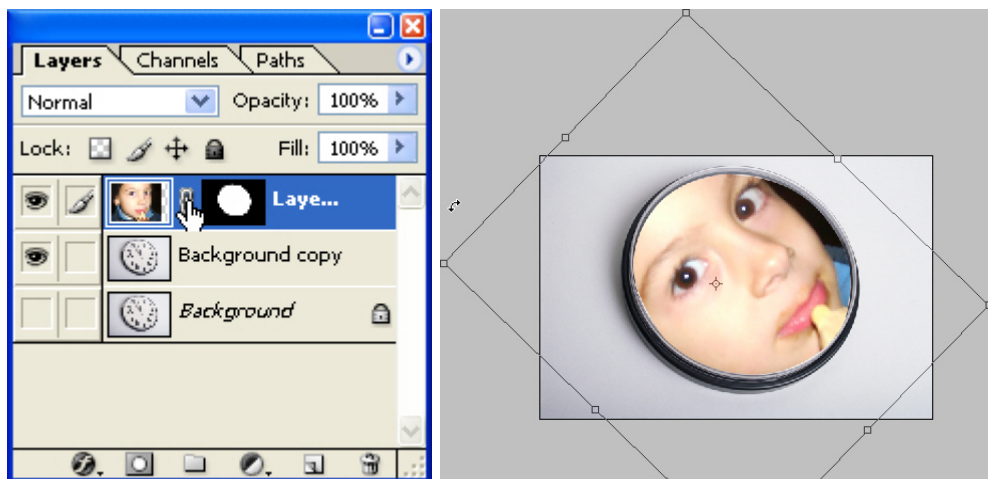 Layers Channels Paths
Normal Opacity: 100%
Lock: Fill: 100%
Laye...
Background copy
Background